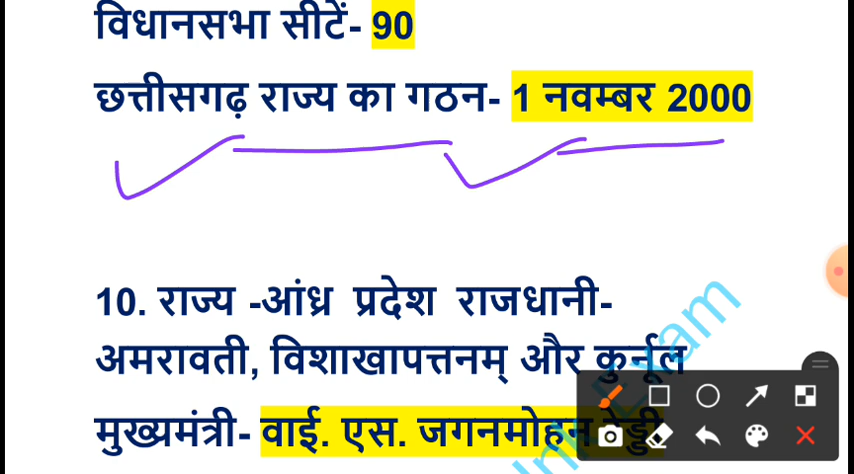 विधानसभा सीटें- 90
छत्तीसगढ़ राज्य का गठन- 1 नवम्बर 2000
10. राज्य -आंध्र प्रदेश राजधानी-
अमरावती, विशाखापत्तनम् और कुर्नूल
मुख्यमंत्री- वाई. एस. जगनमोहन रेड्डी
Exam